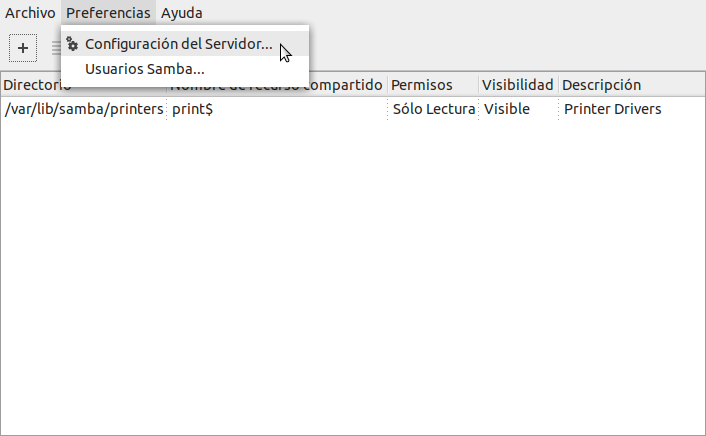 Archivo Preferencias Ayuda
Configuración del Servidor...
Usuarios Samba...
Directorio Nombre de recurso compartido Permisos Visibilidad Descripción
/var/lib/samba/printers print$ Sólo Lectura Visible Printer Drivers